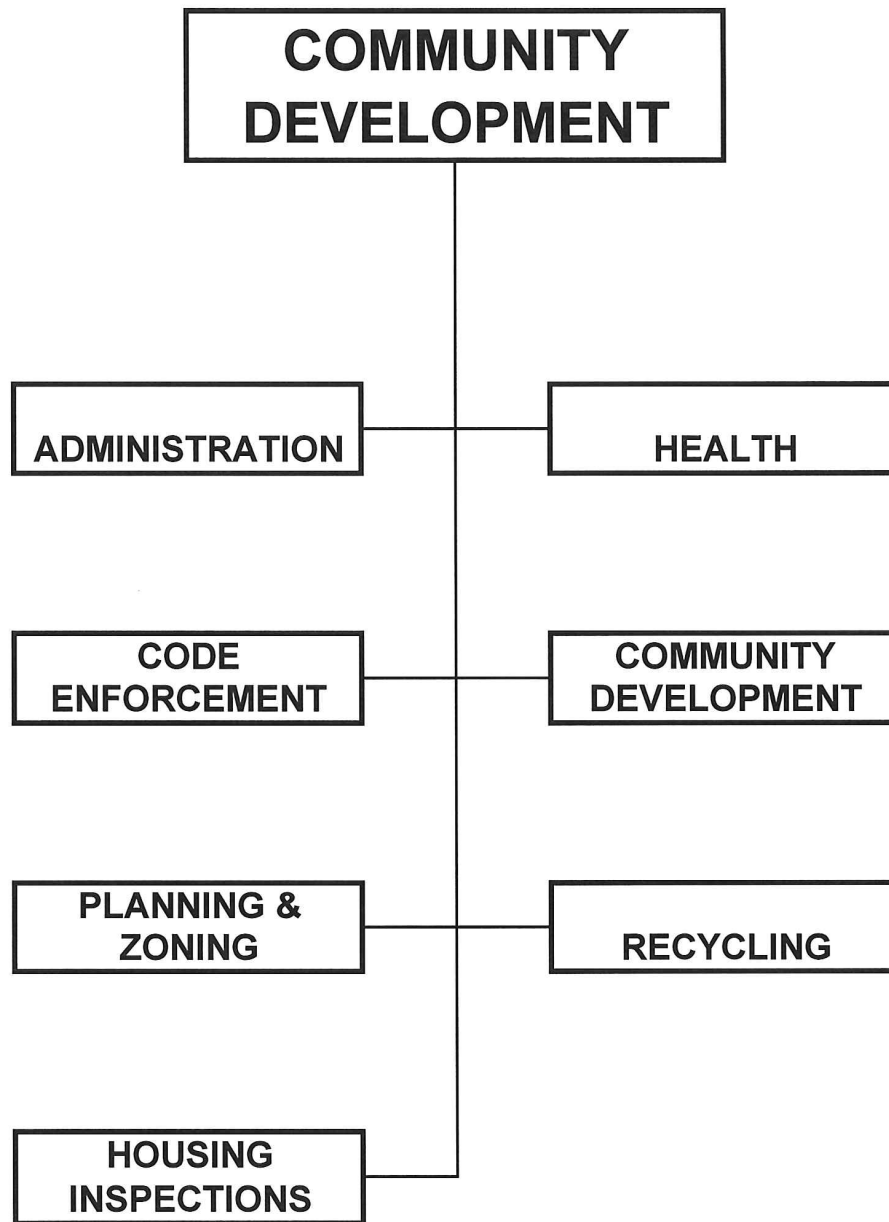 COMMUNITY
DEVELOPMENT
ADMINISTRATION
HEALTH
CODE
ENFORCEMENT
COMMUNITY
DEVELOPMENT
PLANNING &
ZONING
RECYCLING
HOUSING
INSPECTIONS